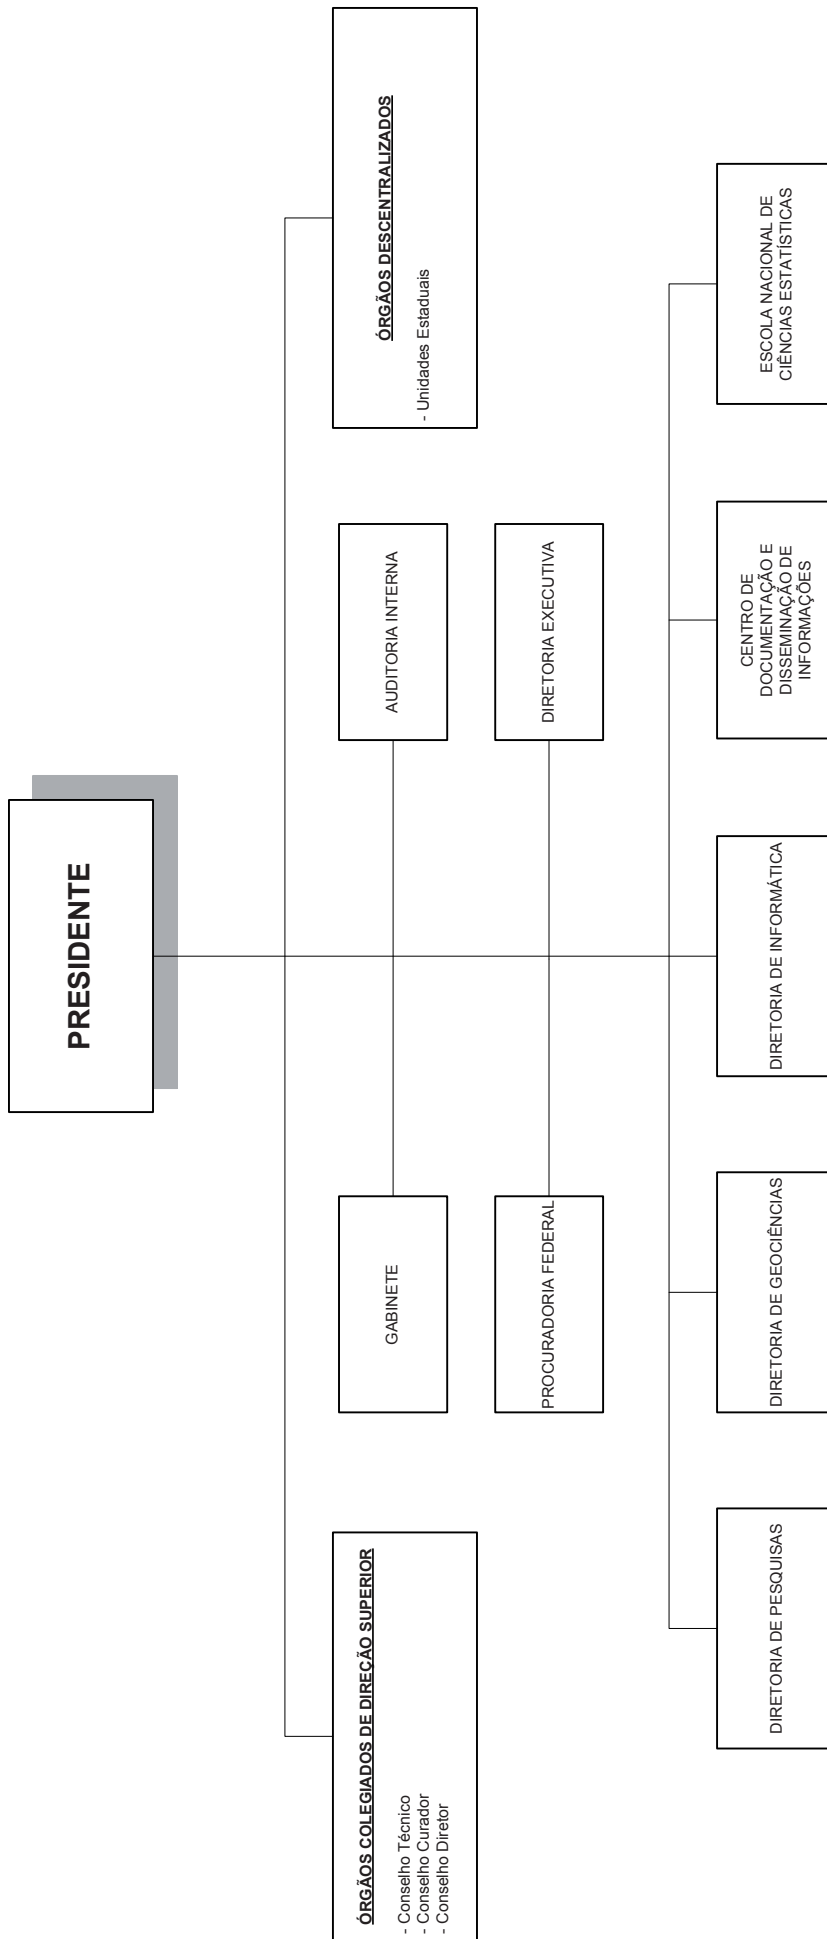 PRESIDENTE
ÓRGÃOS COLEGIADOS DE DIREÇÃO SUPERIOR
- Conselho Técnico
- Conselho Curador
- Conselho Diretor
GABINETE
AUDITORIA INTERNA
ÓRGÃOS DESCENTRALIZADOS
- Unidades Estaduais
PROCURADORIA FEDERAL
DIRETORIA EXECUTIVA
DIRETORIA DE PESQUISAS
DIRETORIA DE GEOCIÊNCIAS
DIRETORIA DE INFORMÁTICA
CENTRO DE
DOCUMENTAÇÃO E
DISSEMINAÇÃO DE
INFORMAÇÕES
ESCOLA NACIONAL DE
CIÊNCIAS ESTATÍSTICAS